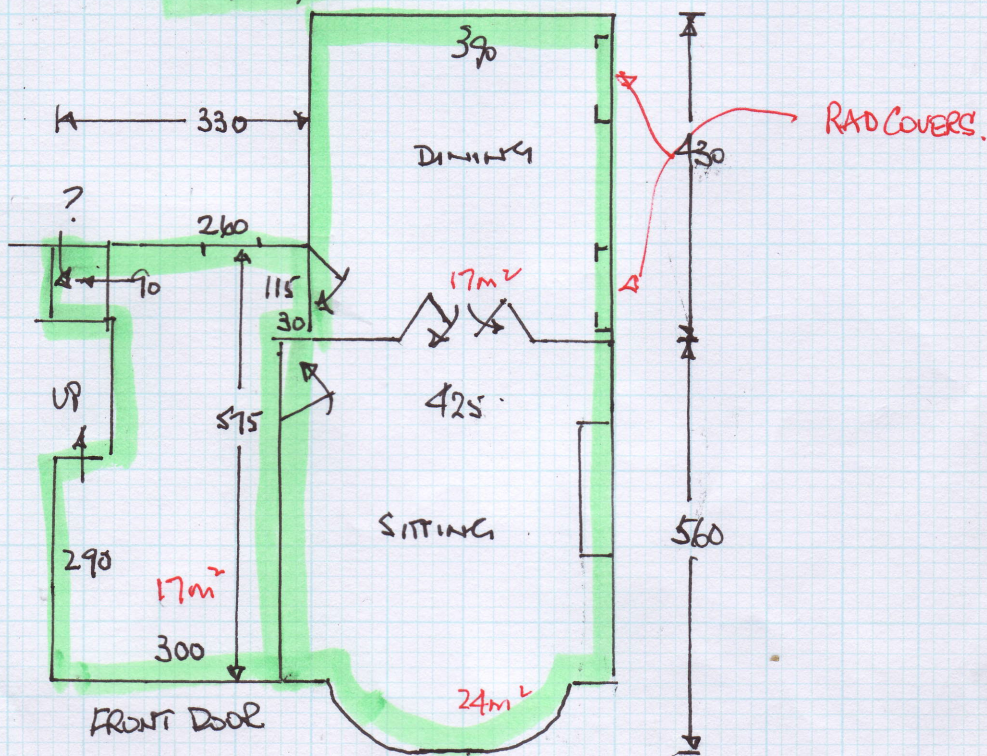 390
330
RAD COVERS.
DINING
430
?
260
90
115
17m²
30
UP
425
575
SITTING
560
290
17m²
300
24m²
FRONT DOOR